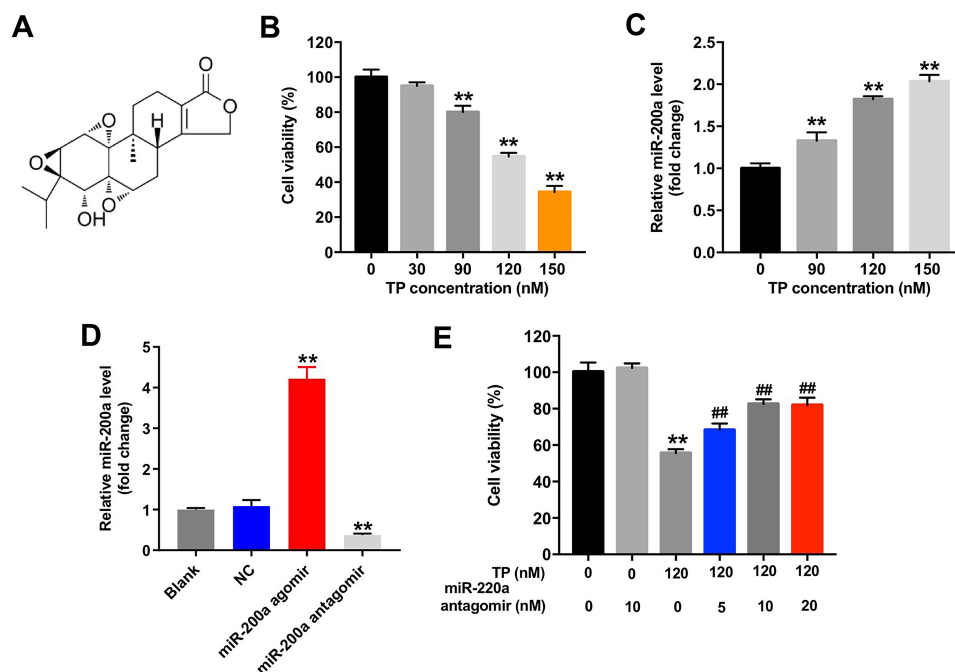 A
O
O
H
O
O
OH
O
B
120
100
80
60
40
20
0
Cell viability (%)
**
**
**
0 30 90 120 150
TP concentration (nM)
C
2.5
2.0
1.5
1.0
0.5
0.0
Relative miR-200a level
(fold change)
**
**
**
0 90 120 150
TP concentration (nM)
D
5
4
3
2
1
0
Relative miR-200a level
(fold change)
**
**
Blank
NC
miR-200a agomir
miR-200a antagomir
E
120
100
80
60
40
20
0
Cell viability (%)
**
##
##
##
TP (nM) 0 0 120 120 120 120
miR-220a
antagomir (nM) 0 10 0 5 10 20